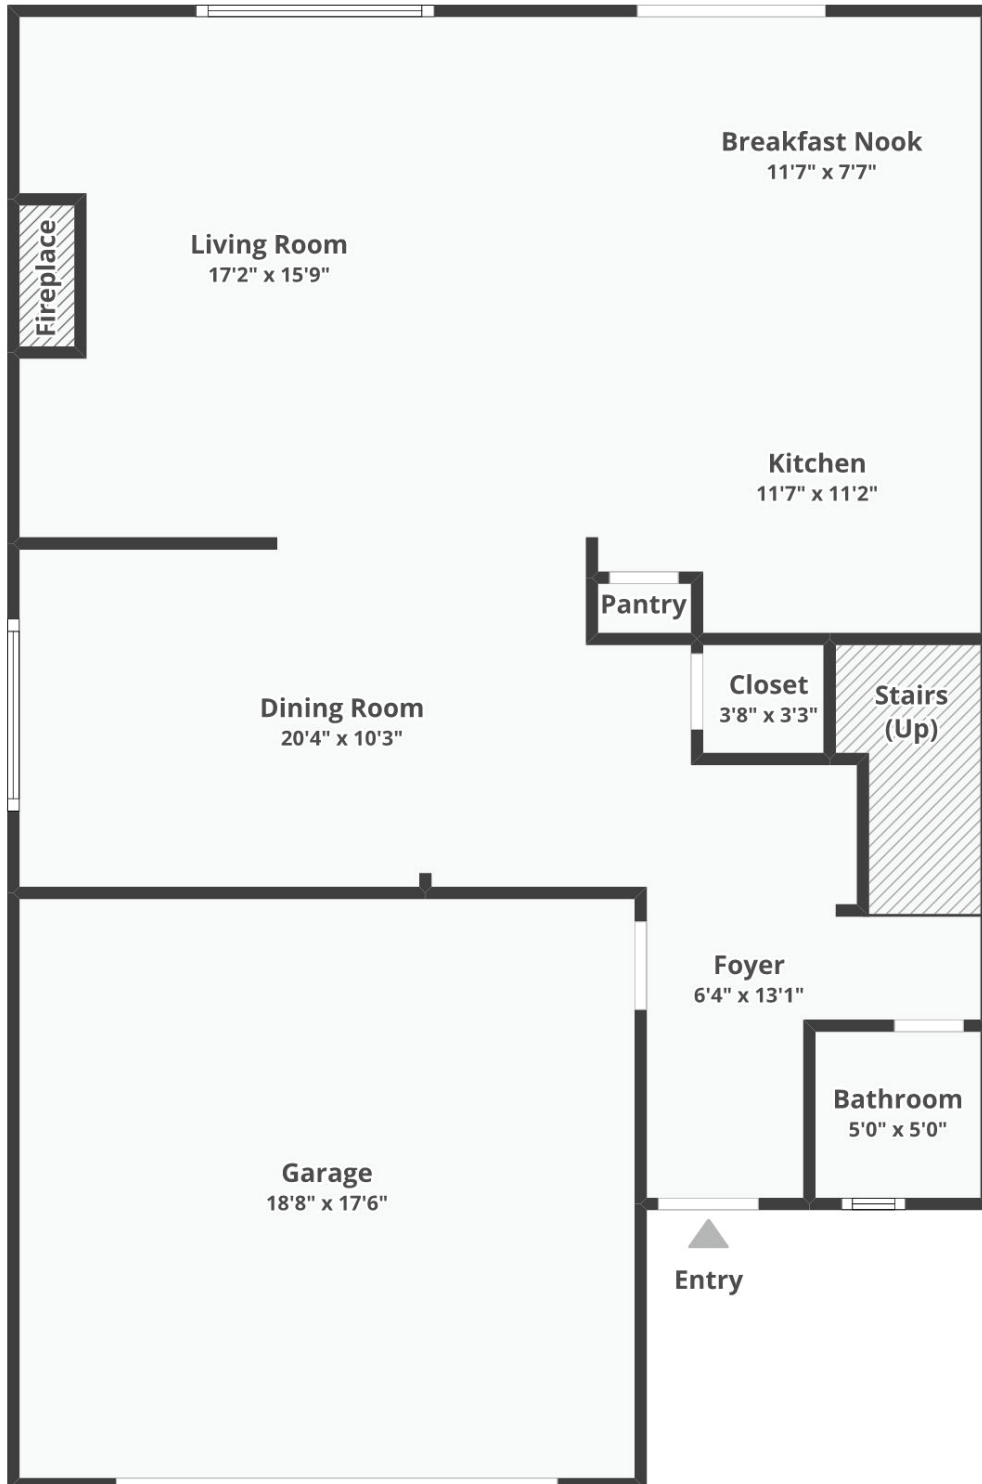 Breakfast Nook
11'7" x 7'7"
Living Room
17'2" x 15'9"
Fireplace
Kitchen
11'7" x 11'2"
Pantry
Closet
3'8" x 3'3"
Stairs
(Up)
Dining Room
20'4" x 10'3"
Foyer
6'4" x 13'1"
Bathroom
5'0" x 5'0"
Garage
18'8" x 17'6"
Entry